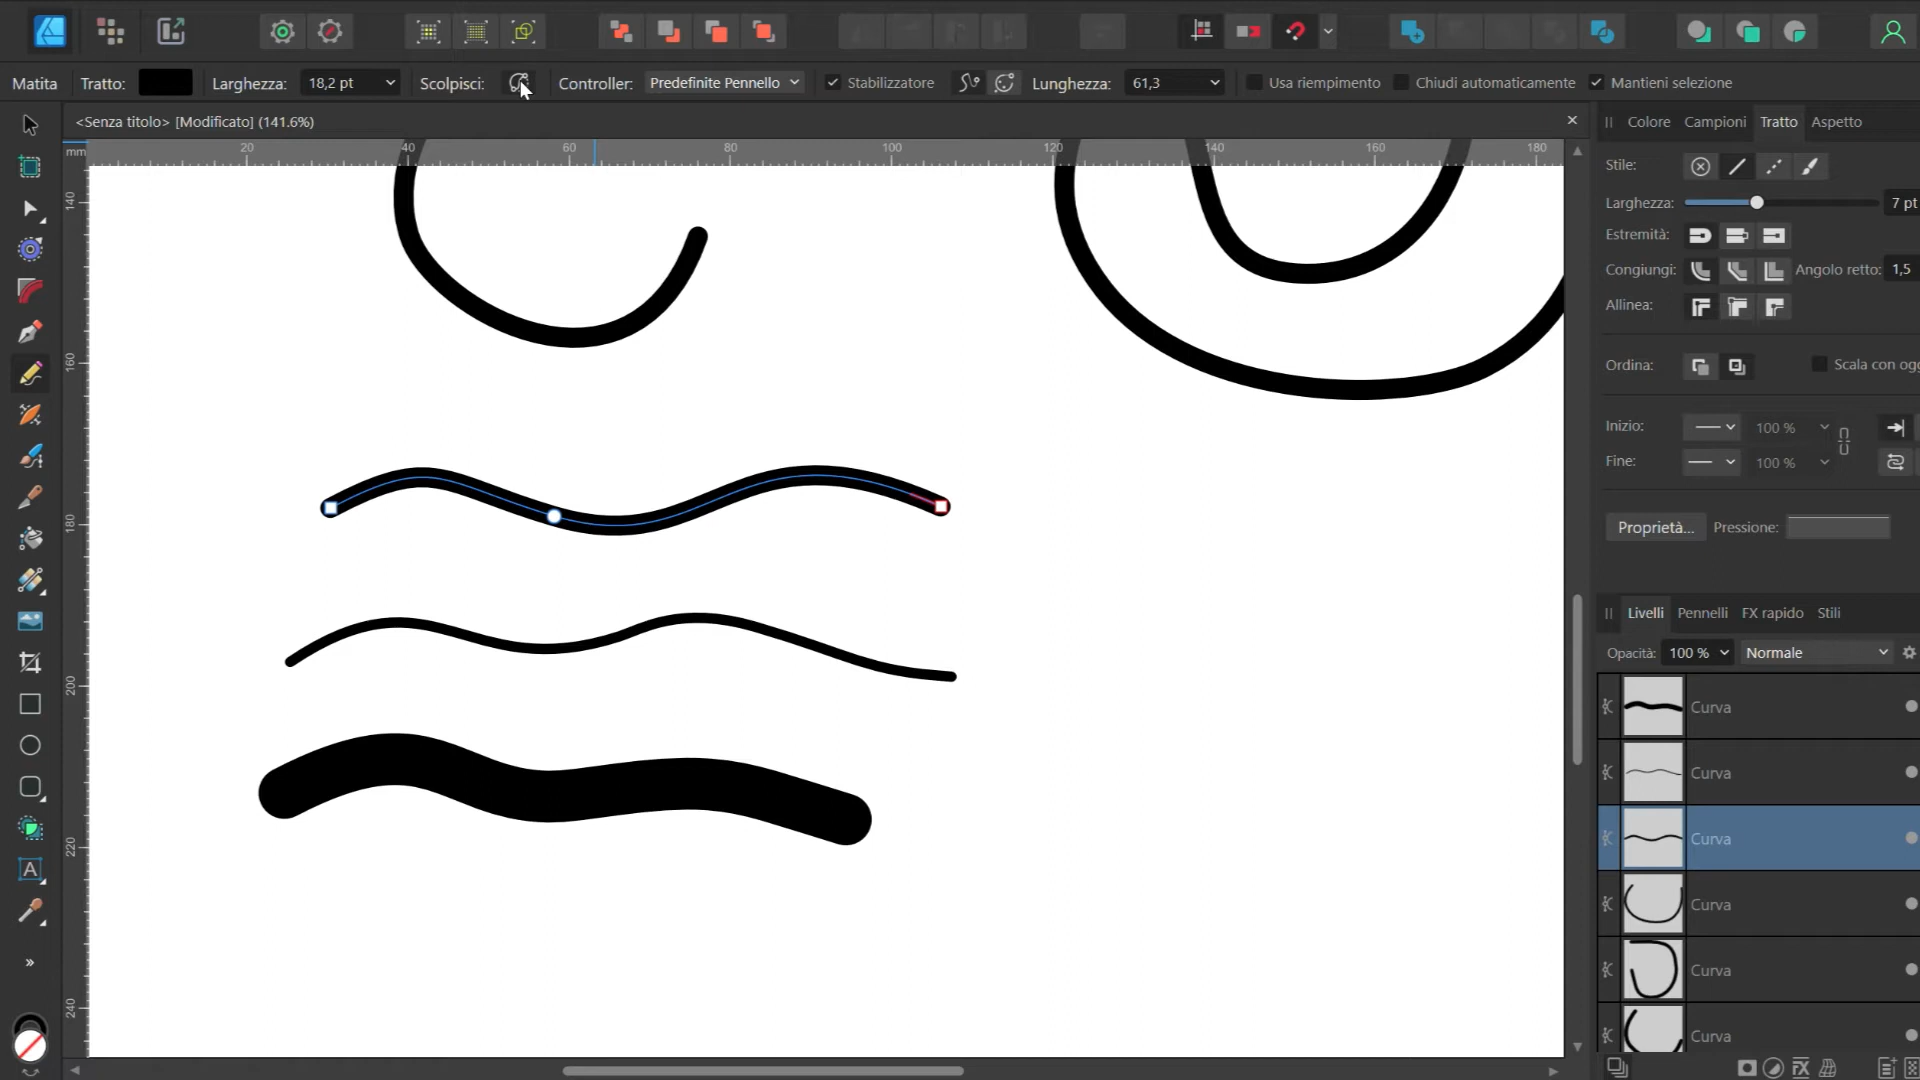 Matita Tratto: Larghezza: 18,2 pt Scolpisci: Controller: Predefinite Pennello Stabilizzatore Lunghezza: 61,3 Usa riempimento Chiudi automaticamente Mantieni selezione
<Senza titolo> [Modificato] (141.6%)
mm 20 40 60 80 100 120 140 160 180
140
160
180
200
220
240
Colore Campioni Tratto Aspetto
Stile:
Larghezza: 7 pt
Estremità:
Congiungi: Angolo retto: 1,5
Allinea:
Ordina: Scala con ogg
Inizio: 100 %
Fine: 100 %
Proprietà... Pressione:
Livelli Pennelli FX rapido Stili
Opacità: 100 % Normale
Curva
Curva
Curva
Curva
Curva
Curva